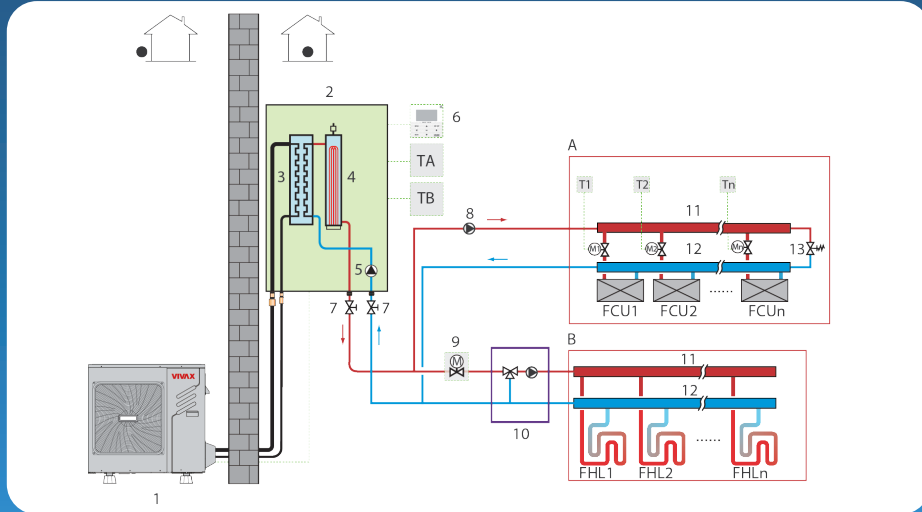 2
6
3
4
TA
TB
5
7
7
VIVAX
1
8
A
T1
T2
Tn
11
M1
M2
Mn
12
13
FCU1
FCU2
......
FCUn
9
M
10
B
11
12
......
FHL1
FHL2
FHLn